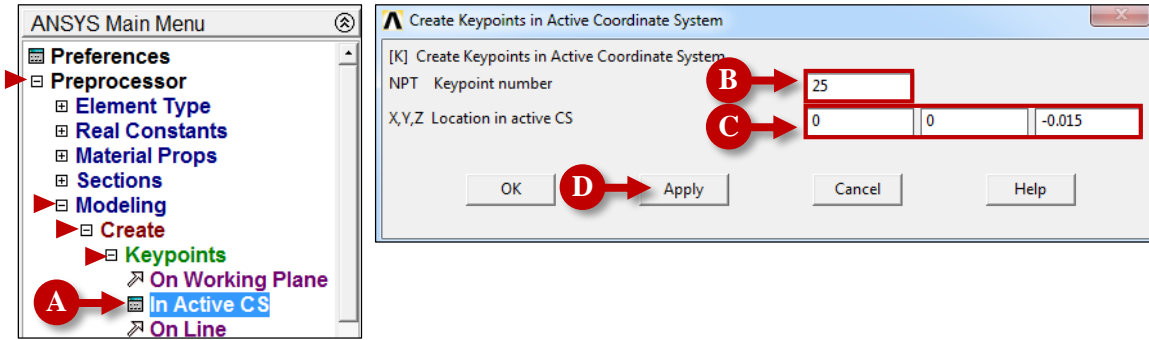 ANSYS Main Menu
Preferences
Preprocessor
Element Type
Real Constants
Material Props
Sections
Modeling
Create
Keypoints
On Working Plane
A In Active CS
On Line
Create Keypoints in Active Coordinate System
[K] Create Keypoints in Active Coordinate System
NPT Keypoint number B 25
X,Y,Z Location in active CS C 0 0 -0.015
OK D Apply Cancel Help